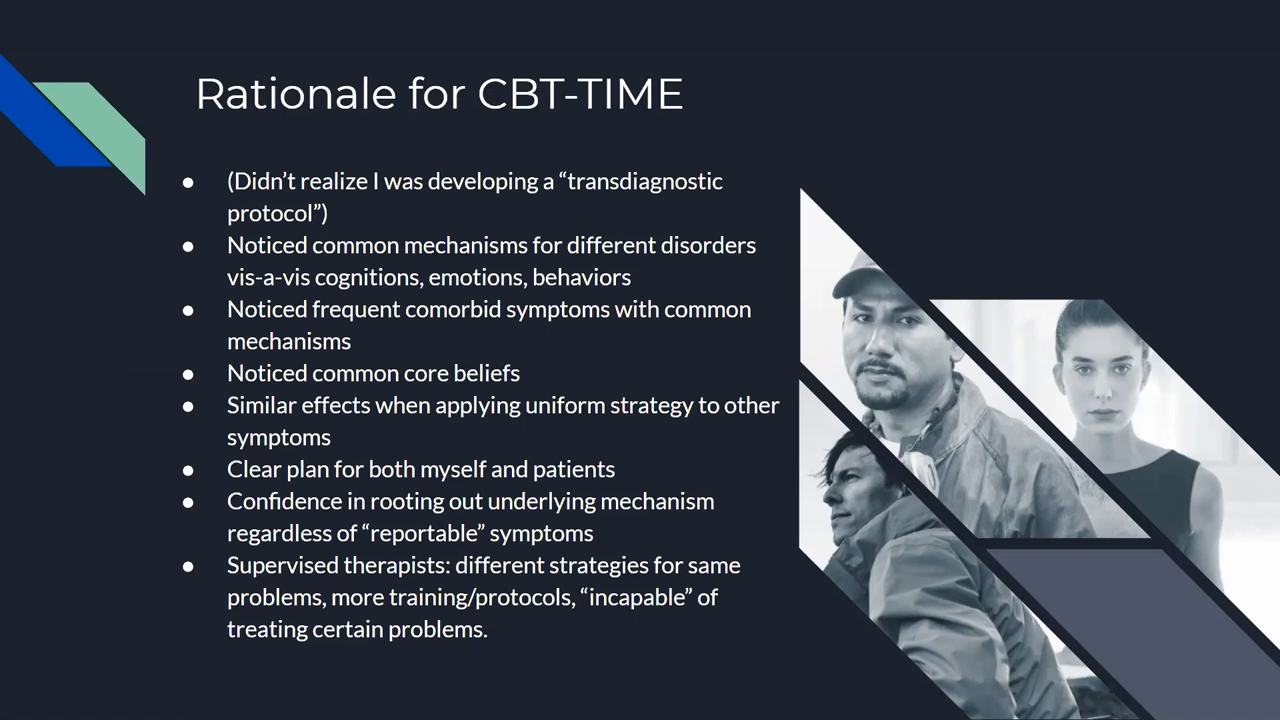 Rationale for CBT-TIME
● (Didn’t realize I was developing a “transdiagnostic
protocol”)
● Noticed common mechanisms for different disorders
vis-a-vis cognitions, emotions, behaviors
● Noticed frequent comorbid symptoms with common
mechanisms
● Noticed common core beliefs
● Similar effects when applying uniform strategy to other
symptoms
● Clear plan for both myself and patients
● Confidence in rooting out underlying mechanism
regardless of “reportable” symptoms
● Supervised therapists: different strategies for same
problems, more training/protocols, “incapable” of
treating certain problems.